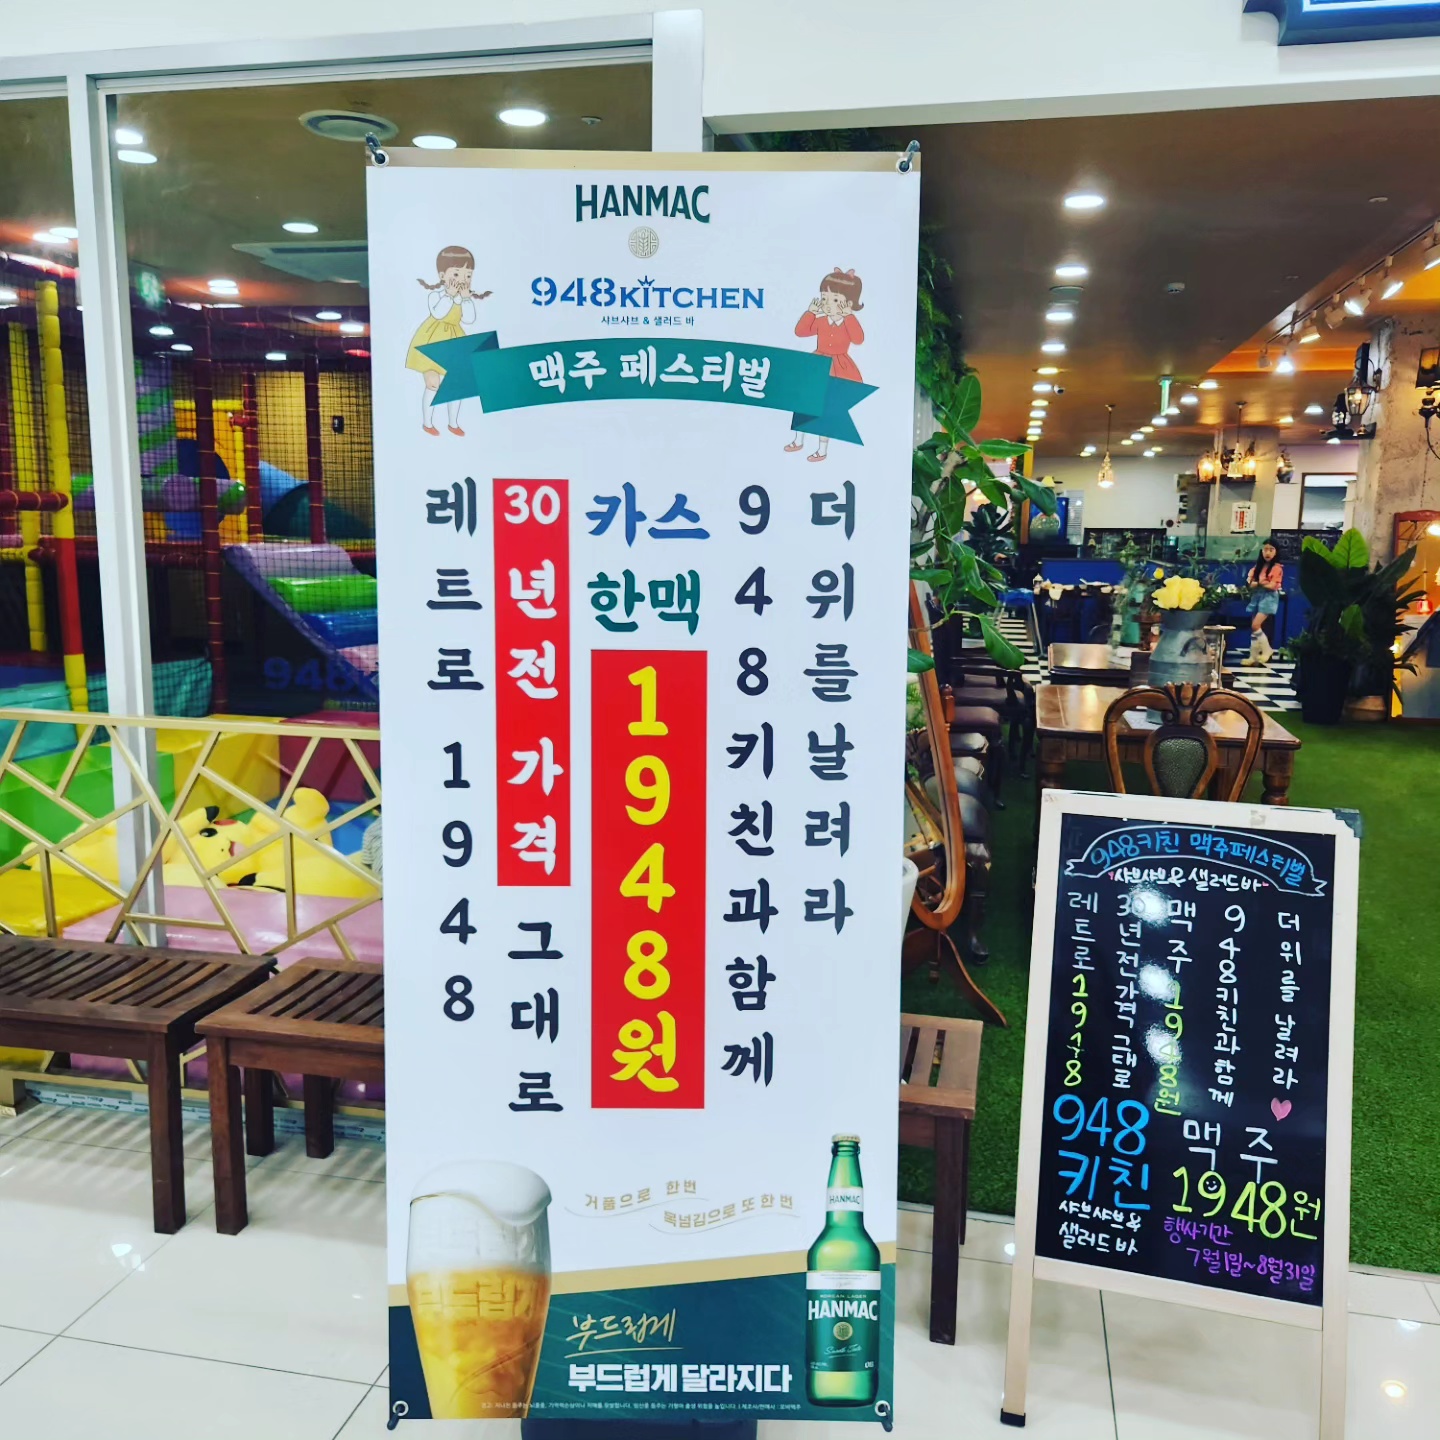 HANMAC
948KITCHEN
샤브샤브 & 샐러드 바
맥주 페스티벌
더위를날려라
948키친과함께
카스
한맥
1948원
30년전 가격 그대로
레트로 1948
거품으로 한번
목넘김으로 또 한 번
HANMAC
KOREAN LAGER
HANMAC
부드럽게
부드럽게
부드럽게 달라지다
948키친 맥주페스티벌
샤브샤브& 샐러드바
더위를 날려라
948키친과함께
맥주 1948원
30년전가격그대로
레트로1948
948
키친
샤브샤브&
샐러드 바
맥주
1948원
행사기간
7월1일~8월31일
948